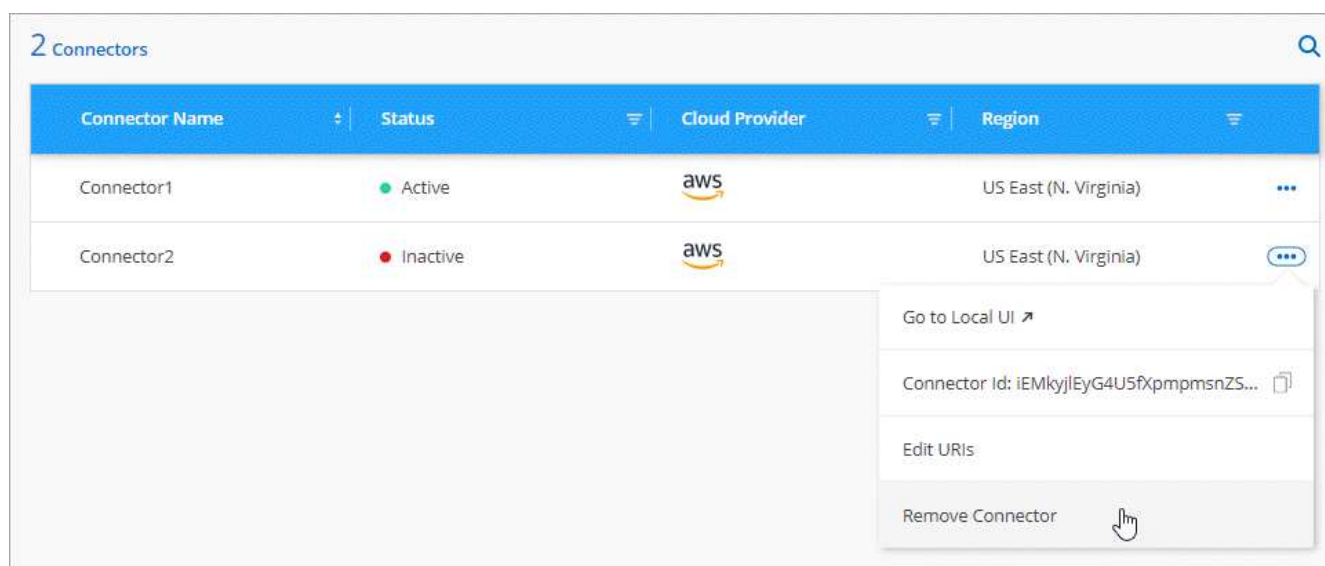 2 Connectors
Connector Name Status Cloud Provider Region
Connector1 Active aws US East (N. Virginia)
Connector2 Inactive aws US East (N. Virginia)
Go to Local UI
Connector Id: iEMkyjlEyG4U5fXpmpmsnZS...
Edit URIs
Remove Connector